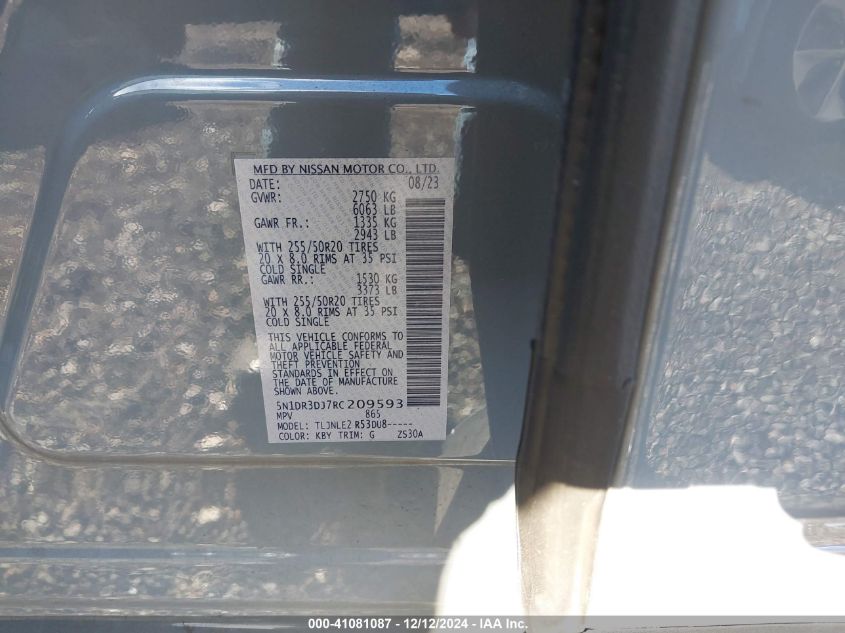 MFD BY NISSAN MOTOR CO., LTD.
DATE: 08/23
GVWR: 2750 KG
6063 LB
GAWR FR.: 1335 KG
2943 LB
WITH 255/50R20 TIRES
20 X 8.0 RIMS AT 35 PSI
COLD SINGLE
GAWR RR.: 1530 KG
3373 LB
WITH 255/50R20 TIRES
20 X 8.0 RIMS AT 35 PSI
COLD SINGLE
THIS VEHICLE CONFORMS TO
ALL APPLICABLE FEDERAL
MOTOR VEHICLE SAFETY AND
THEFT PREVENTION
STANDARDS IN EFFECT ON
THE DATE OF MANUFACTURE
SHOWN ABOVE.
5N1DR3DJ7RC209593
MPV 865
MODEL: TLJNLE2 R53DU8-----
COLOR: KBY TRIM: G ZS30A
000-41081087 - 12/12/2024 - IAA Inc.